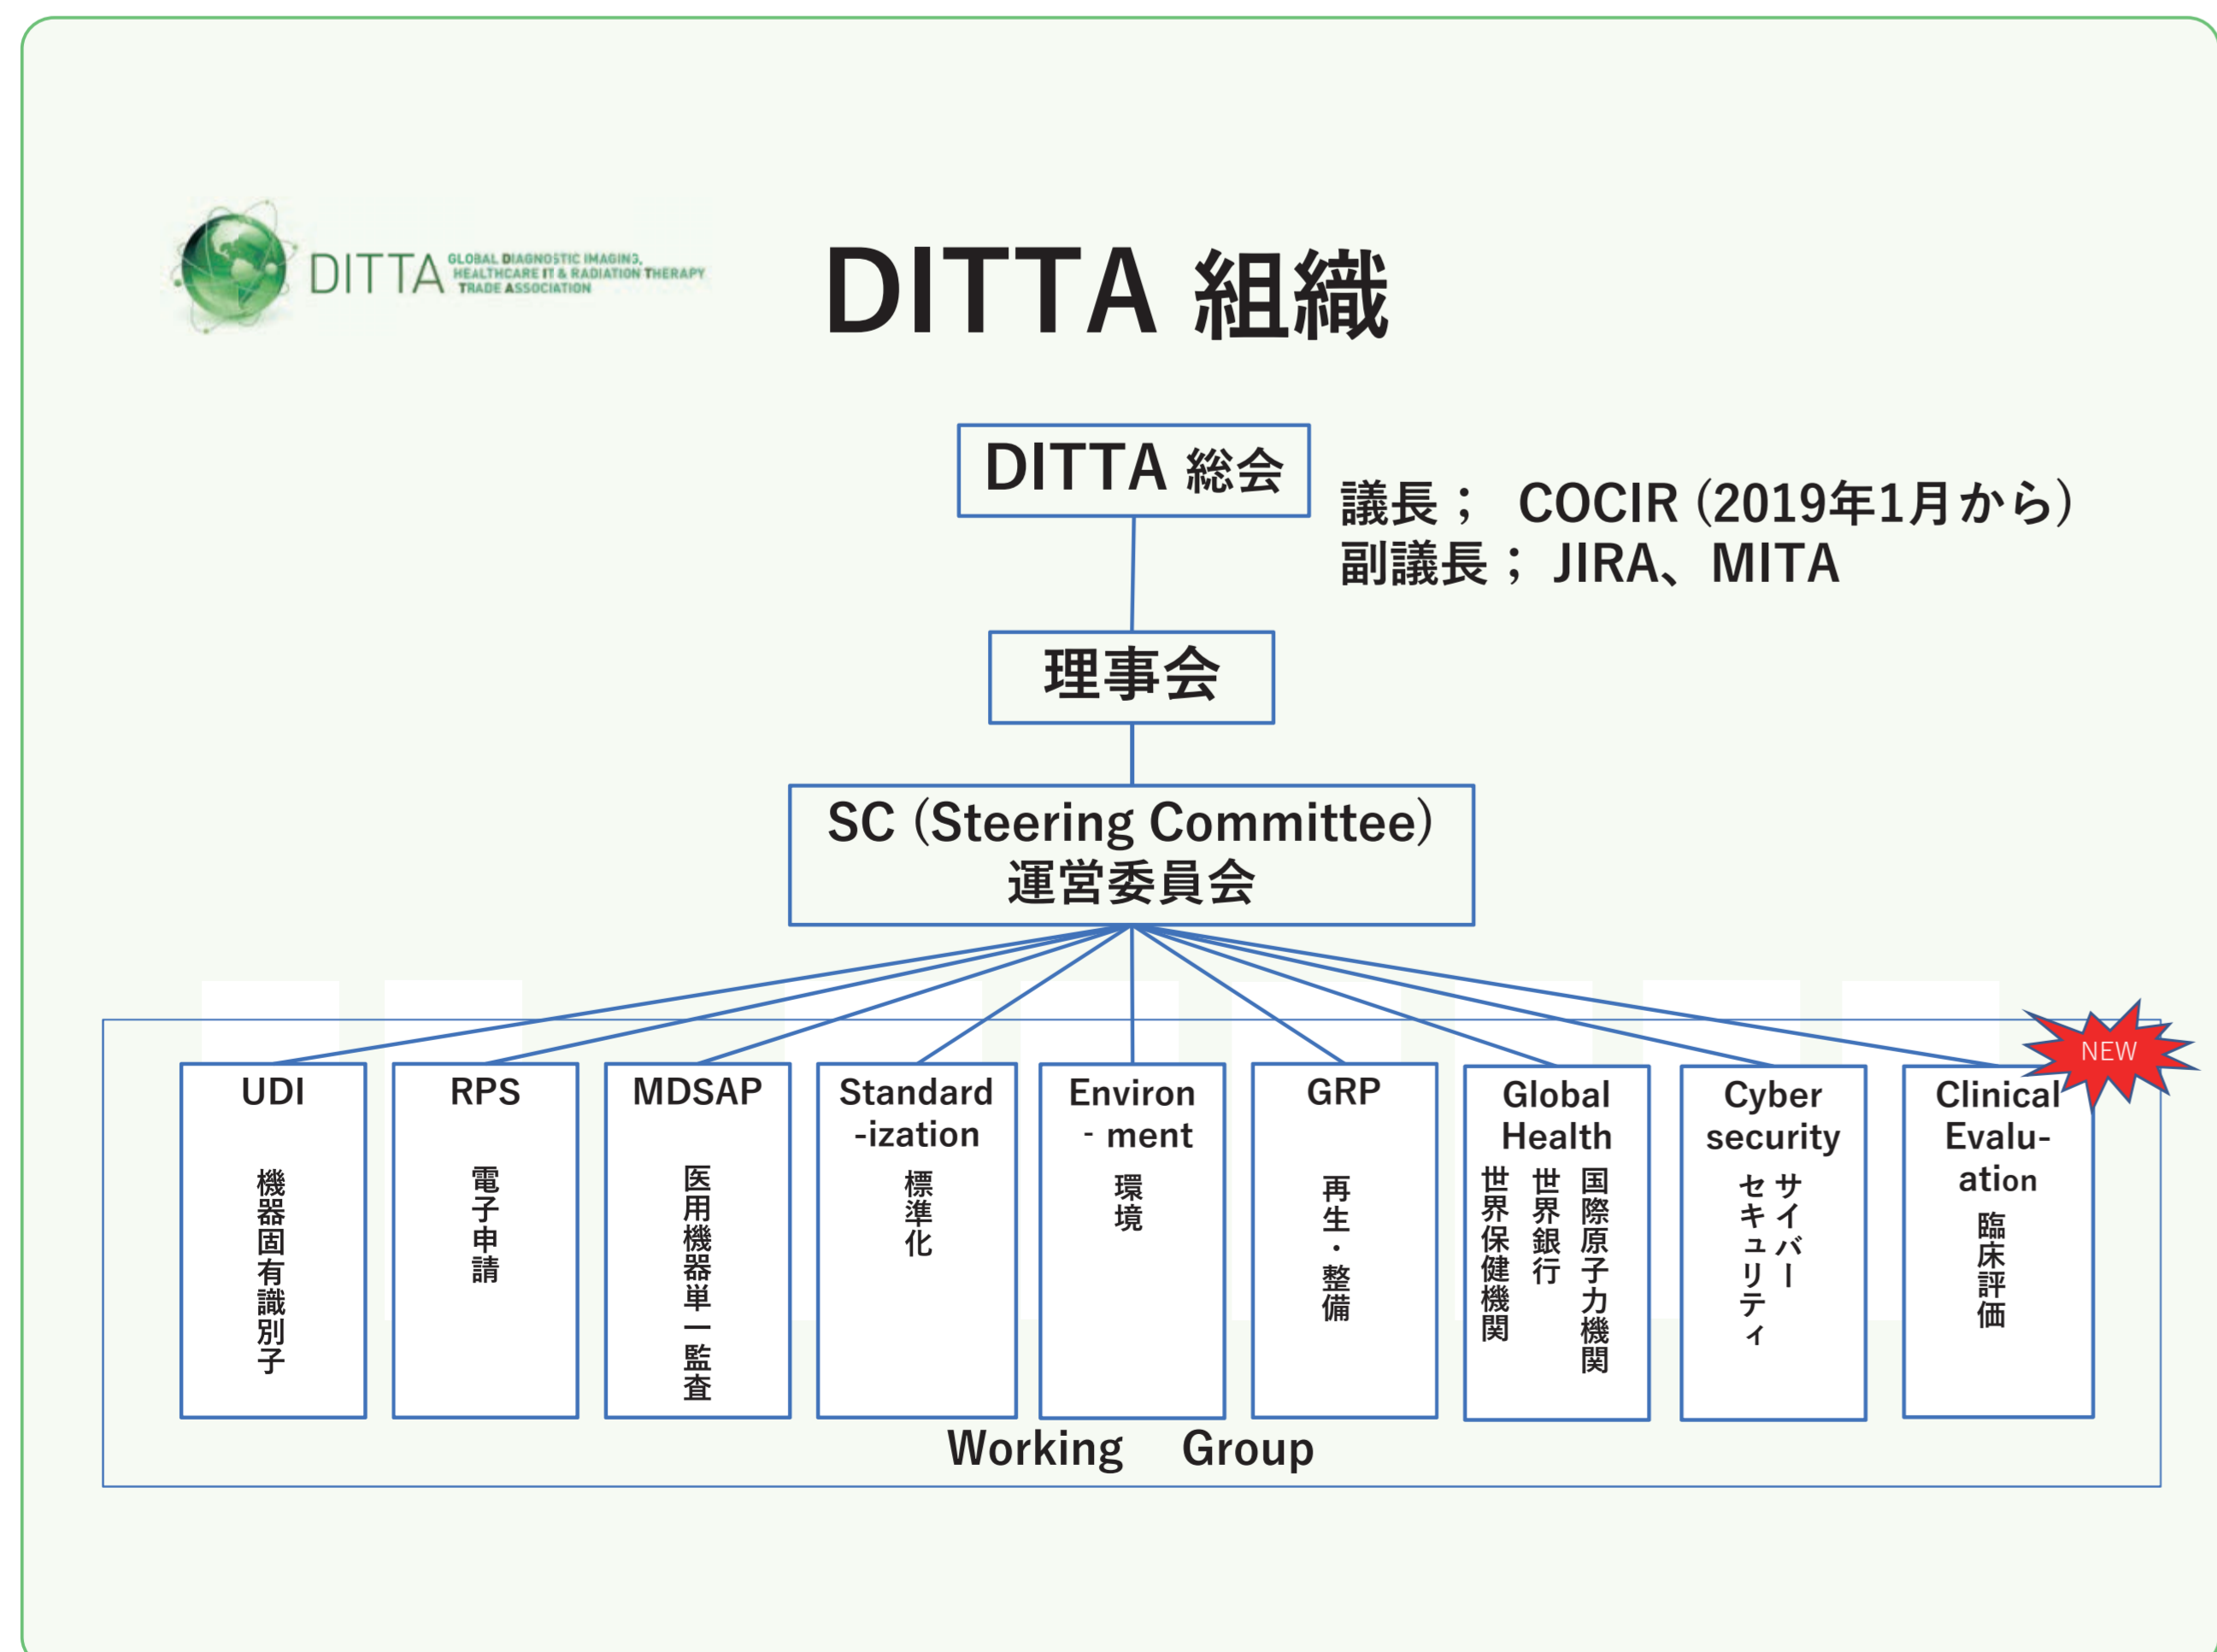 DITTA
GLOBAL DIAGNOSTIC IMAGING,
HEALTHCARE IT & RADIATION THERAPY
TRADE ASSOCIATION
DITTA 組織
DITTA 総会
議長； COCIR (2019年1月から)
副議長； JIRA、MITA
理事会
SC (Steering Committee)
運営委員会
NEW
UDI
機器固有識別子
RPS
電子申請
MDSAP
医用機器単一監査
Standard
-ization
標準化
Environ
- ment
環境
GRP
再生・整備
Global
Health
国際原子力機関
世界銀行
世界保健機関
Cyber
security
サイバー
セキュリティ
Clinical
Evalu-
ation
臨床評価
Working Group